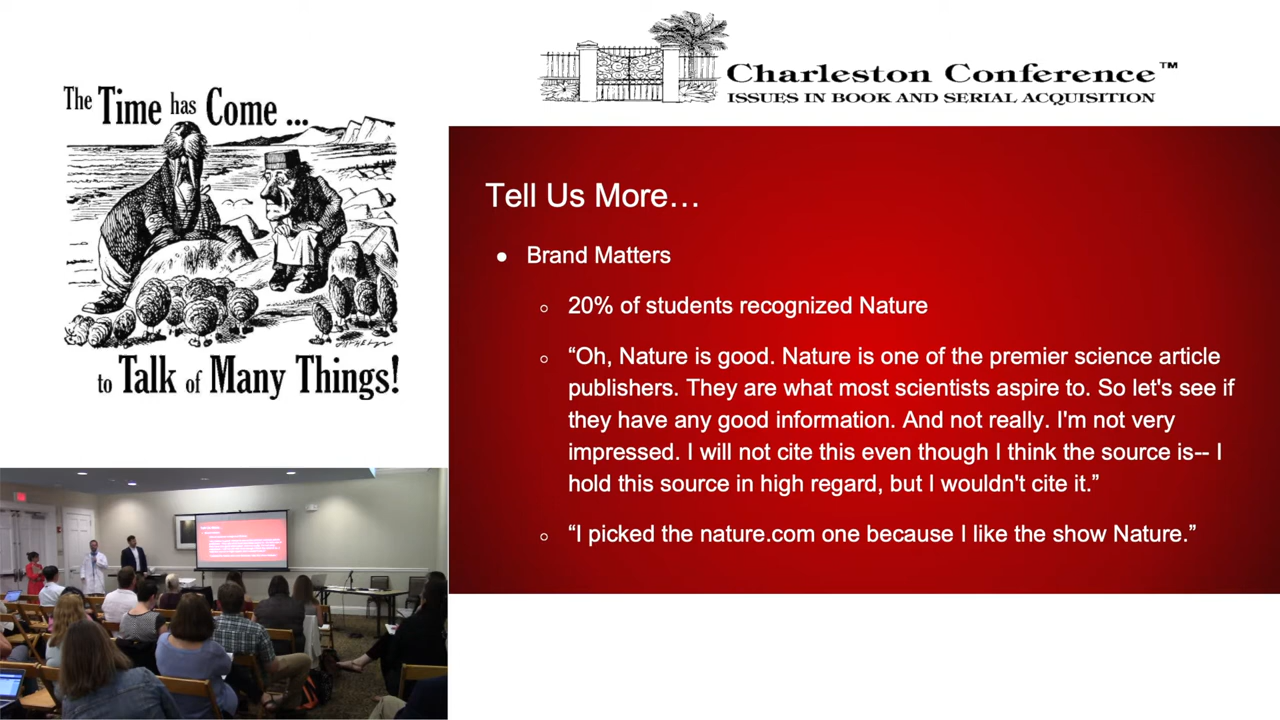 The Time has Come ...
to Talk of Many Things!
Charleston Conference™
ISSUES IN BOOK AND SERIAL ACQUISITION
Tell Us More…
● Brand Matters
○ 20% of students recognized Nature
○ “Oh, Nature is good. Nature is one of the premier science article
publishers. They are what most scientists aspire to. So let's see if
they have any good information. And not really. I'm not very
impressed. I will not cite this even though I think the source is-- I
hold this source in high regard, but I wouldn't cite it.”
○ “I picked the nature.com one because I like the show Nature.”